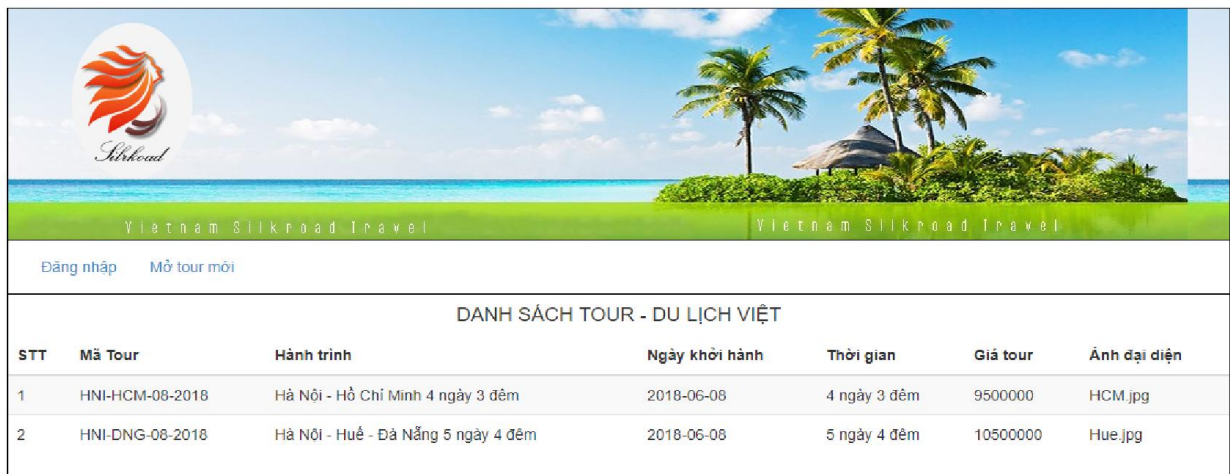 Silrkoad
Vietnam Silkroad Travel Vietnam Silkroad Travel
Đăng nhập Mở tour mới
DANH SÁCH TOUR - DU LỊCH VIỆT
STT Mã Tour Hành trình Ngày khởi hành Thời gian Giá tour Ảnh đại diện
1 HNI-HCM-08-2018 Hà Nội - Hồ Chí Minh 4 ngày 3 đêm 2018-06-08 4 ngày 3 đêm 9500000 HCM.jpg
2 HNI-DNG-08-2018 Hà Nội - Huế - Đà Nẵng 5 ngày 4 đêm 2018-06-08 5 ngày 4 đêm 10500000 Hue.jpg